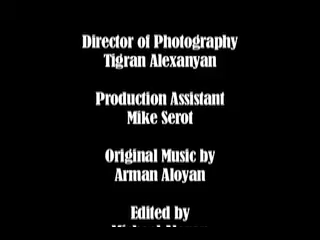 Director of Photography
Tigran Alexanyan
Production Assistant
Mike Serot
Original Music by
Arman Aloyan
Edited by